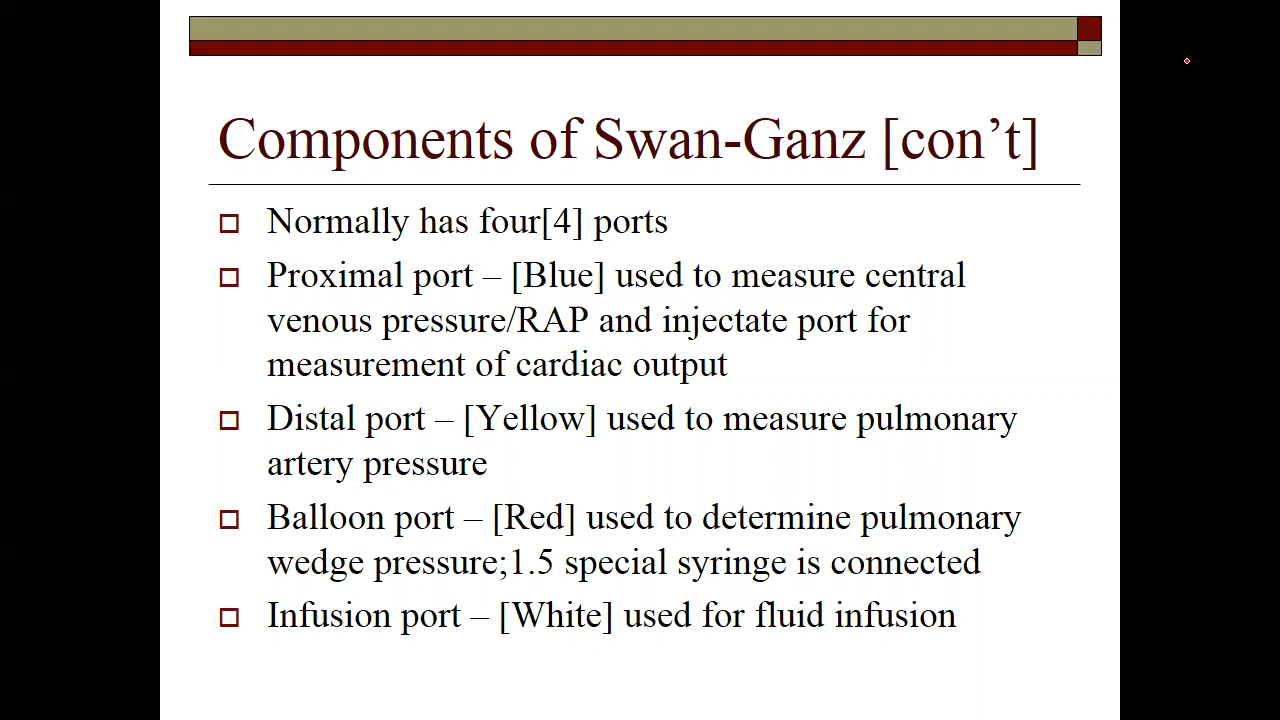 Components of Swan-Ganz [con’t]
Normally has four[4] ports
Proximal port – [Blue] used to measure central
venous pressure/RAP and injectate port for
measurement of cardiac output
Distal port – [Yellow] used to measure pulmonary
artery pressure
Balloon port – [Red] used to determine pulmonary
wedge pressure;1.5 special syringe is connected
Infusion port – [White] used for fluid infusion